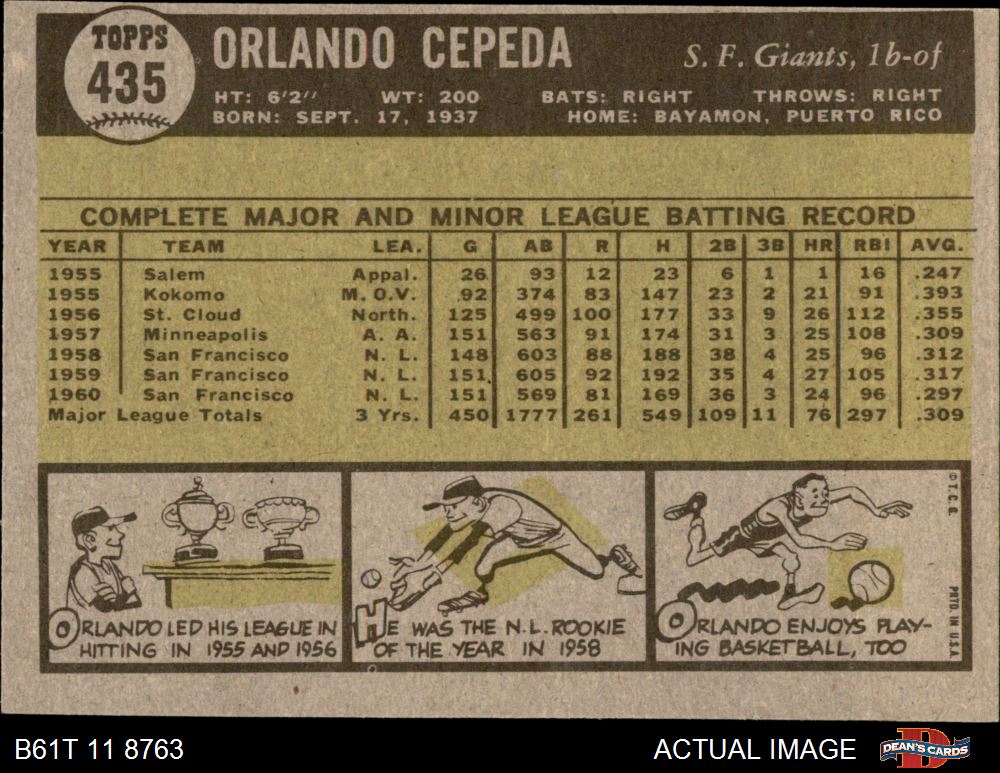 TOPPS
435
ORLANDO CEPEDA
S. F. Giants, 1b-of
HT: 6'2" WT: 200 BATS: RIGHT THROWS: RIGHT
BORN: SEPT. 17, 1937 HOME: BAYAMON, PUERTO RICO
COMPLETE MAJOR AND MINOR LEAGUE BATTING RECORD
YEAR TEAM LEA. G AB R H 2B 3B HR RBI AVG.
1955 Salem Appal. 26 93 12 23 6 1 1 16 .247
1955 Kokomo M. O. V. 92 374 83 147 23 2 21 91 .393
1956 St. Cloud North. 125 499 100 177 33 9 26 112 .355
1957 Minneapolis A. A. 151 563 91 174 31 3 25 108 .309
1958 San Francisco N. L. 148 603 88 188 38 4 25 96 .312
1959 San Francisco N. L. 151 605 92 192 35 4 27 105 .317
1960 San Francisco N. L. 151 569 81 169 36 3 24 96 .297
Major League Totals 3 Yrs. 450 1777 261 549 109 11 76 297 .309
ORLANDO LED HIS LEAGUE IN
HITTING IN 1955 AND 1956
HE WAS THE N.L. ROOKIE
OF THE YEAR IN 1958
ORLANDO ENJOYS PLAY-
ING BASKETBALL, TOO
© T. C. G.
PRTD. IN U.S.A.
B61T 11 8763
ACTUAL IMAGE
DEAN'S CARDS